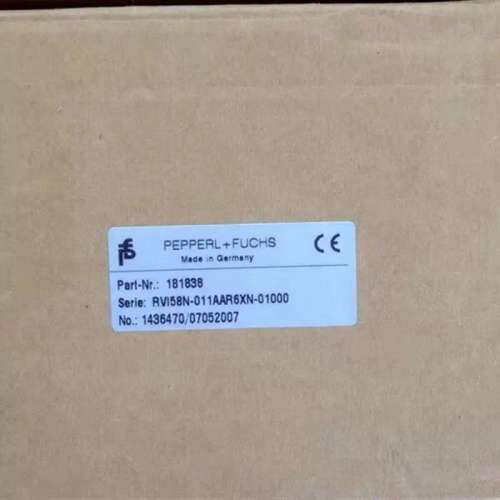 PEPPERL+FUCHS CE
Made in Germany
Part-Nr.: 181838
Serie: RVI58N-011AAR6XN-01000
No.: 1436470/07052007